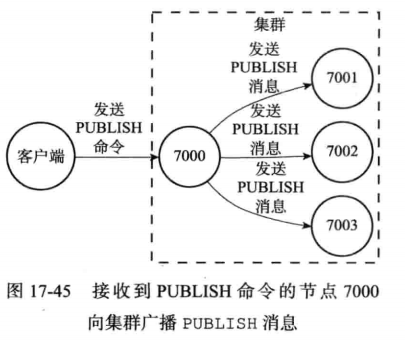 集群
发送
PUBLISH
消息
7001
发送
PUBLISH
命令
发送
PUBLISH
消息
客户端
7000
7002
发送
PUBLISH
消息
7003
图 17-45 接收到 PUBLISH 命令的节点 7000
向集群广播 PUBLISH 消息